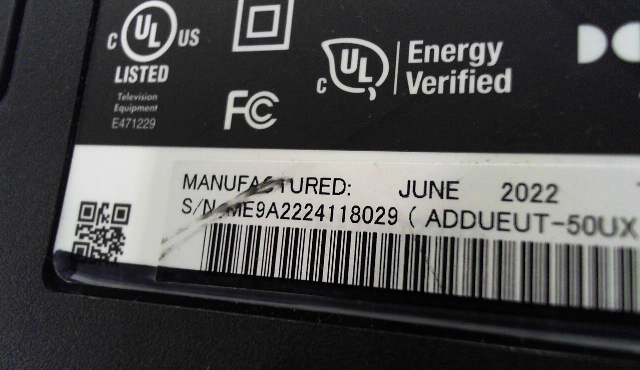 c UL US
LISTED
Television
Equipment
E471229
FC
c UL
Energy
Verified
MANUFACTURED: JUNE 2022
S/N ME9A2224118029 ( ADDUEUT-50UX